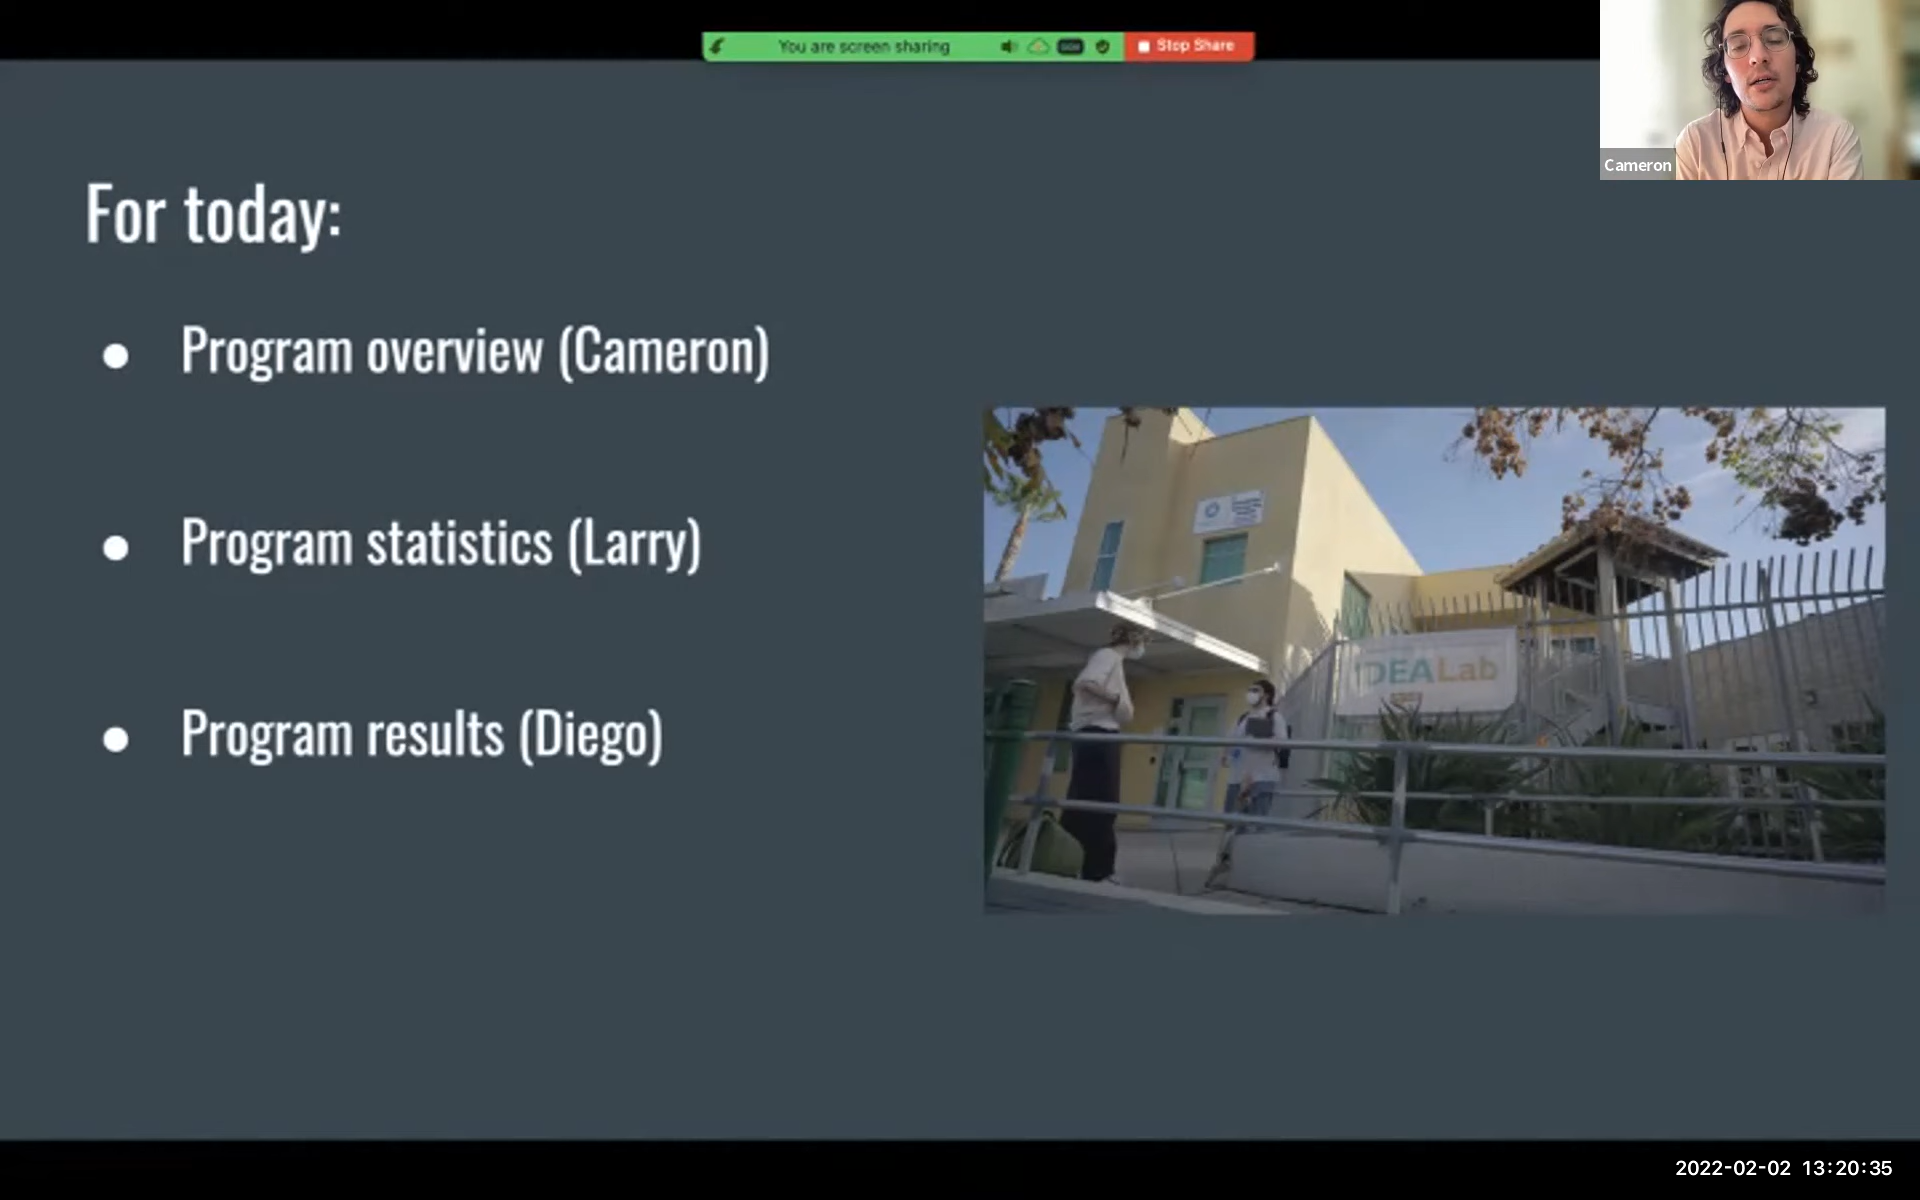 You are screen sharing
Stop Share
Cameron
For today:
● Program overview (Cameron)
● Program statistics (Larry)
● Program results (Diego)
IDEALab
2022-02-02 13:20:35